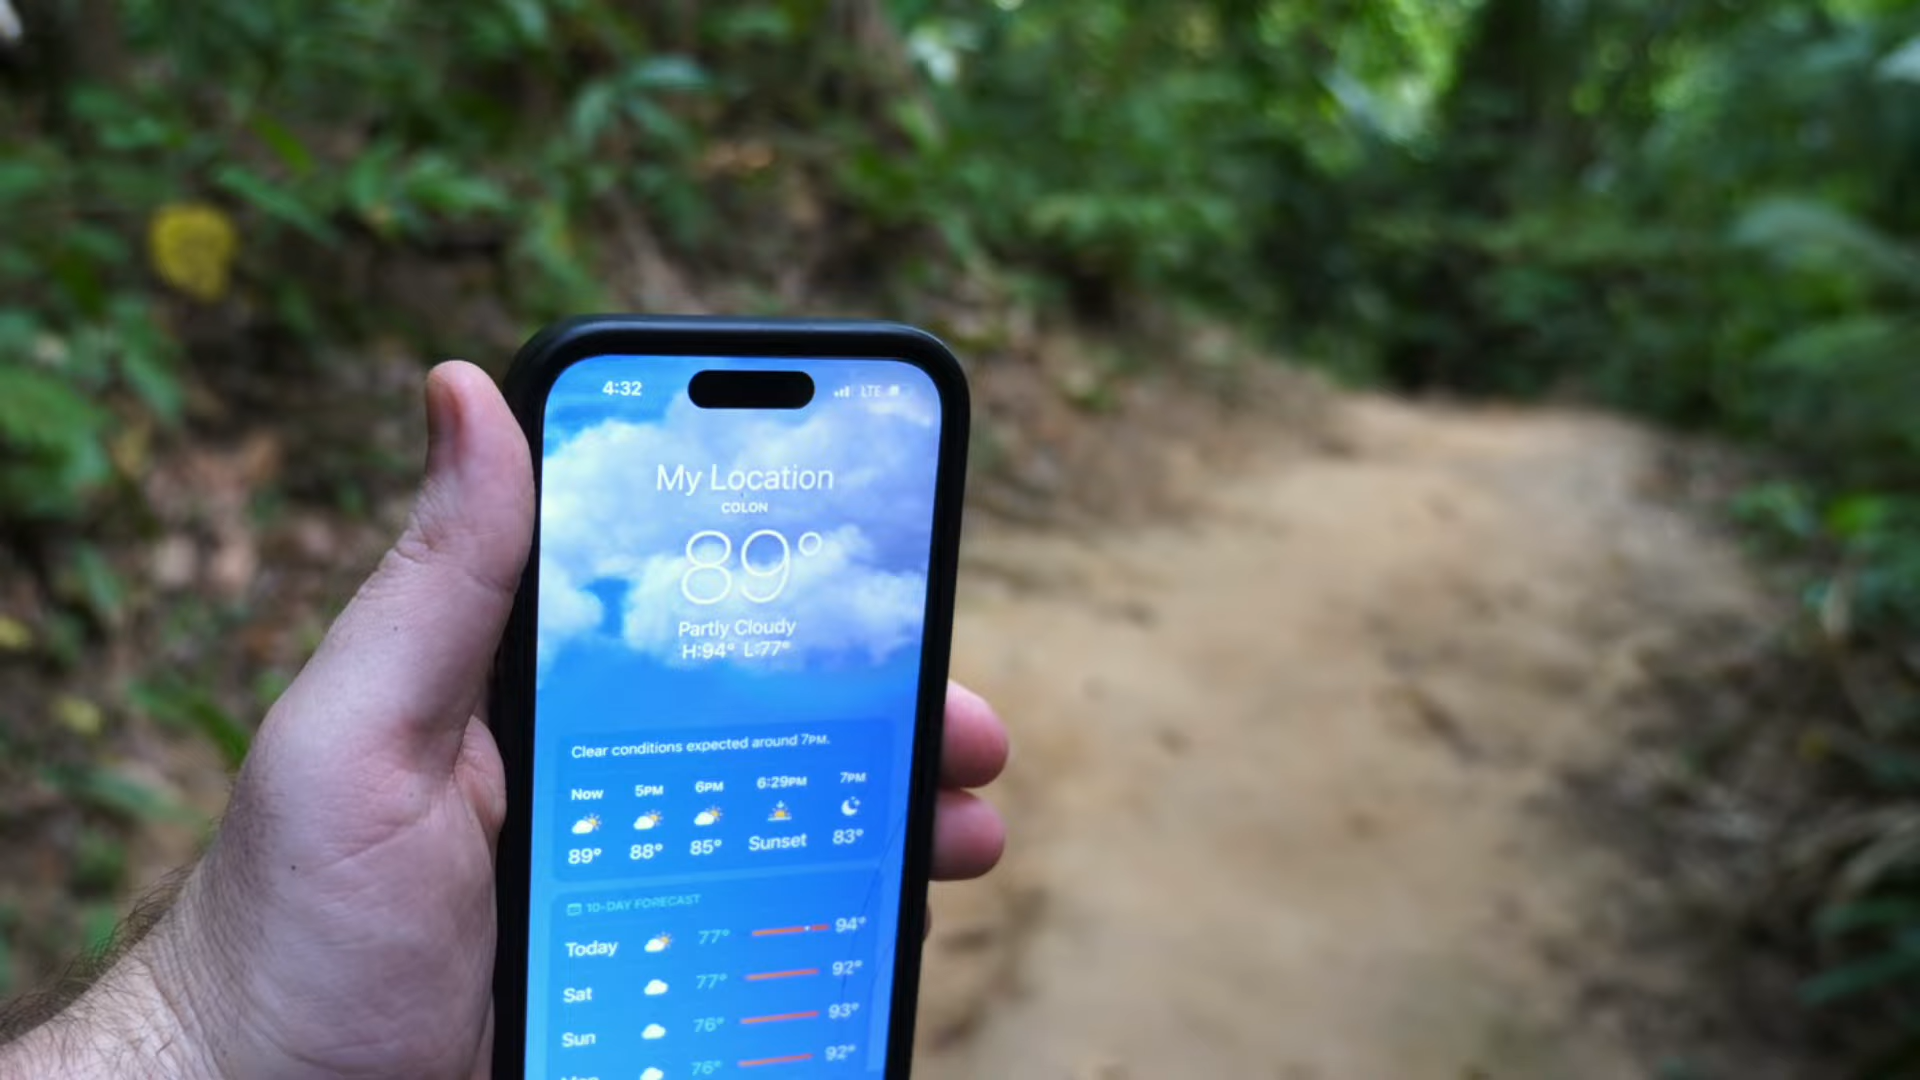 4:32 LTE
My Location
COLON
89°
Partly Cloudy
H:94° L:77°
Clear conditions expected around 7PM.
Now 5PM 6PM 6:29PM 7PM
89° 88° 85° Sunset 83°
10-DAY FORECAST
Today 77° 94°
Sat 77° 92°
Sun 76° 93°
76° 92°